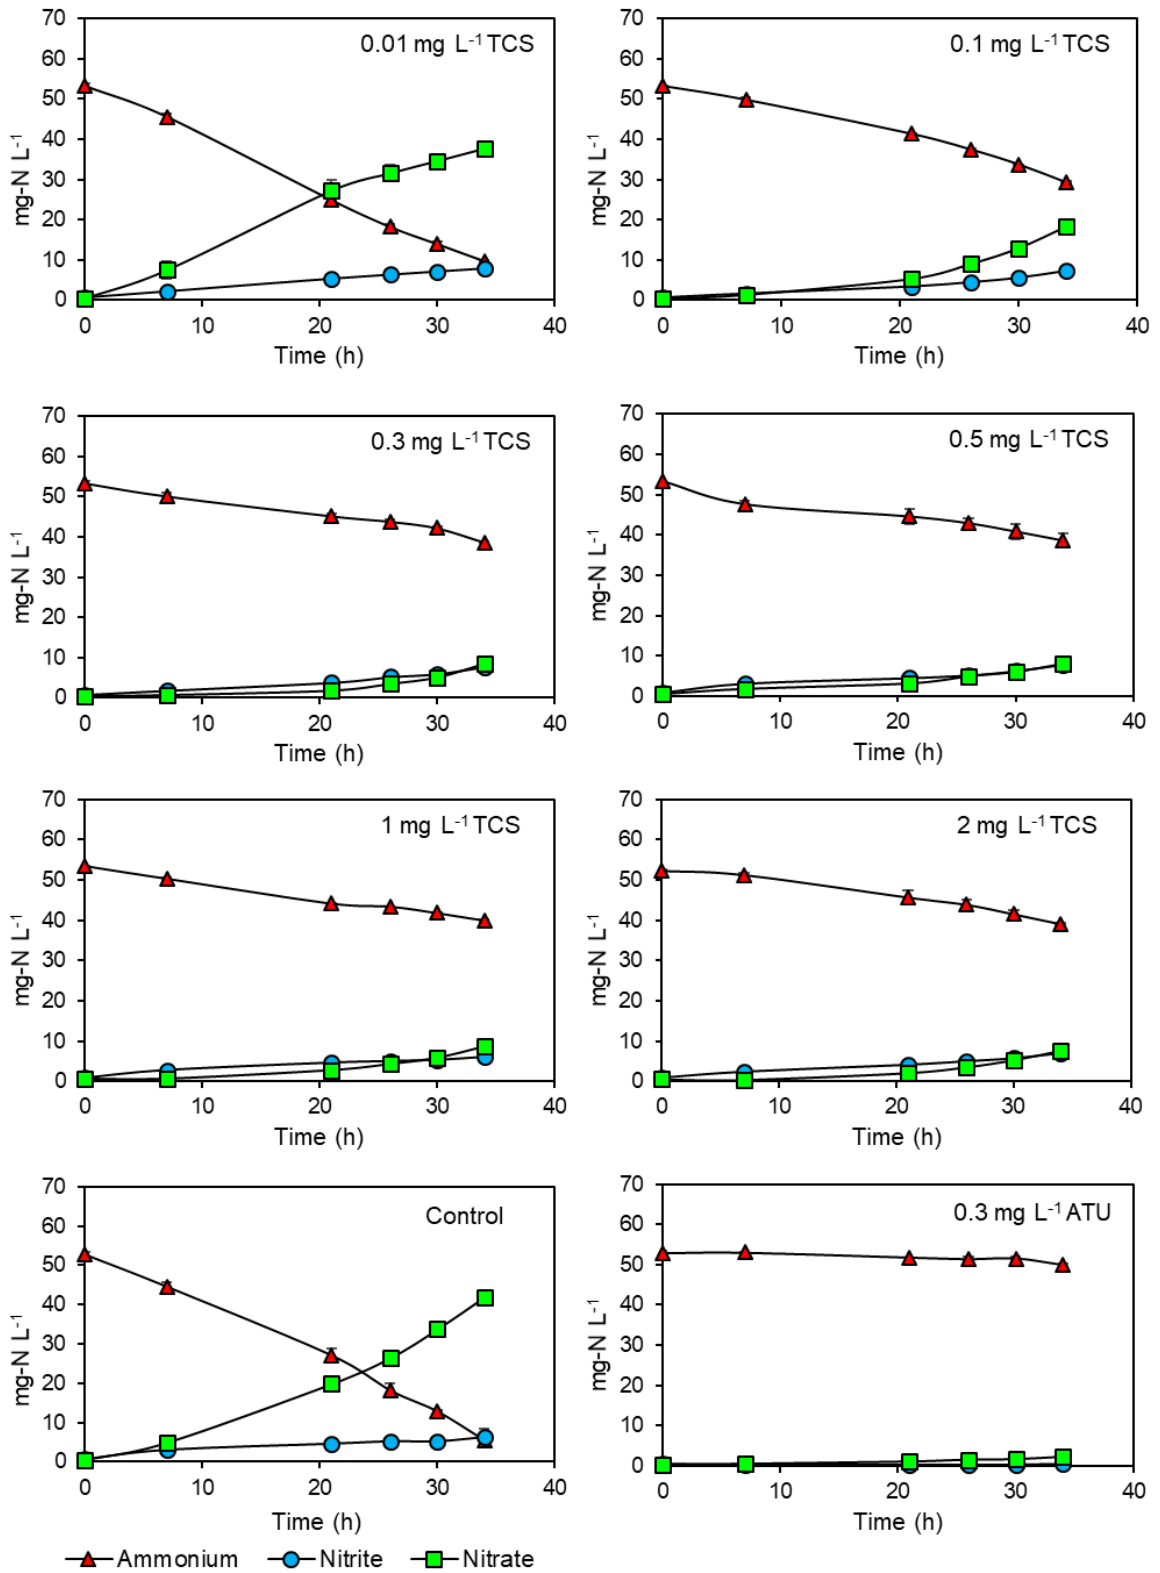 0.01 mg L-1 TCS
70
60
50
40
30
20
10
0
mg-N L-1
0 10 20 30 40
Time (h)
0.1 mg L-1 TCS
70
60
50
40
30
20
10
0
mg-N L-1
0 10 20 30 40
Time (h)
0.3 mg L-1 TCS
70
60
50
40
30
20
10
0
mg-N L-1
0 10 20 30 40
Time (h)
0.5 mg L-1 TCS
70
60
50
40
30
20
10
0
mg-N L-1
0 10 20 30 40
Time (h)
1 mg L-1 TCS
70
60
50
40
30
20
10
0
mg-N L-1
0 10 20 30 40
Time (h)
2 mg L-1 TCS
70
60
50
40
30
20
10
0
mg-N L-1
0 10 20 30 40
Time (h)
Control
70
60
50
40
30
20
10
0
mg-N L-1
0 10 20 30 40
Time (h)
0.3 mg L-1 ATU
70
60
50
40
30
20
10
0
mg-N L-1
0 10 20 30 40
Time (h)
Ammonium Nitrite Nitrate